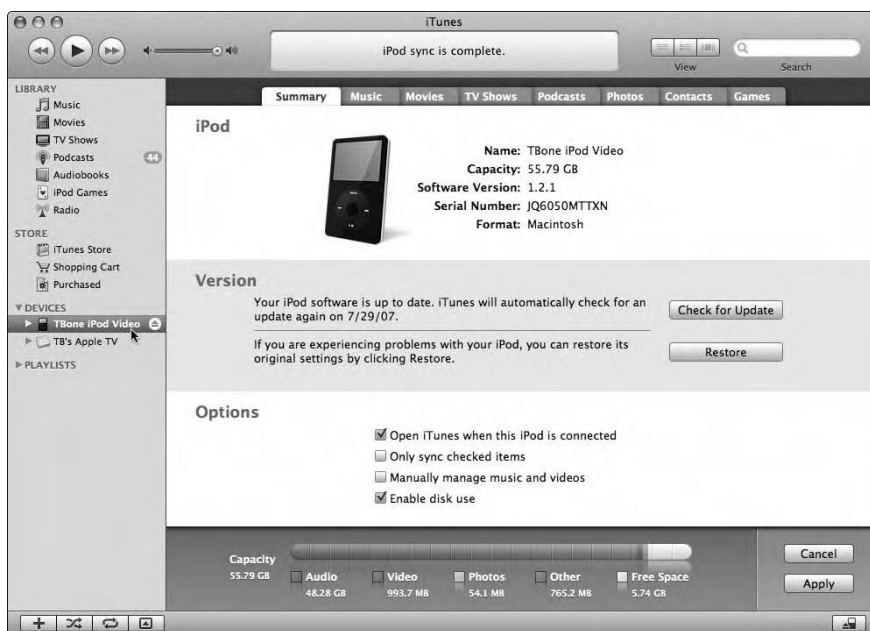 iTunes
iPod sync is complete.
View
Search
LIBRARY
Music
Movies
TV Shows
Podcasts 44
Audiobooks
iPod Games
Radio
STORE
iTunes Store
Shopping Cart
Purchased
DEVICES
TBone iPod Video
TB's Apple TV
PLAYLISTS
Summary Music Movies TV Shows Podcasts Photos Contacts Games
iPod
Name: TBone iPod Video
Capacity: 55.79 GB
Software Version: 1.2.1
Serial Number: JQ6050MTTXN
Format: Macintosh
Version
Your iPod software is up to date. iTunes will automatically check for an
update again on 7/29/07.
Check for Update
If you are experiencing problems with your iPod, you can restore its
original settings by clicking Restore.
Restore
Options
Open iTunes when this iPod is connected
Only sync checked items
Manually manage music and videos
Enable disk use
Capacity
55.79 GB
Audio
48.28 GB
Video
993.7 MB
Photos
54.1 MB
Other
765.2 MB
Free Space
5.74 GB
Cancel
Apply